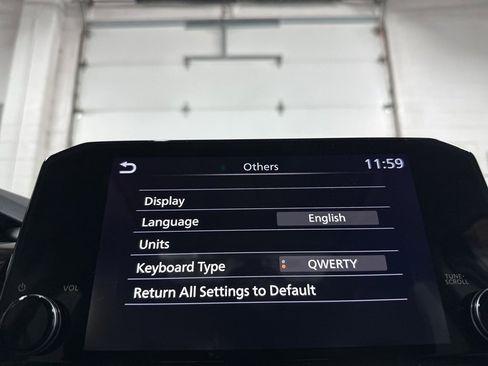 Others
11:59
Display
Language English
Units
Keyboard Type QWERTY
Return All Settings to Default
VOL
TUNE-
SCROLL